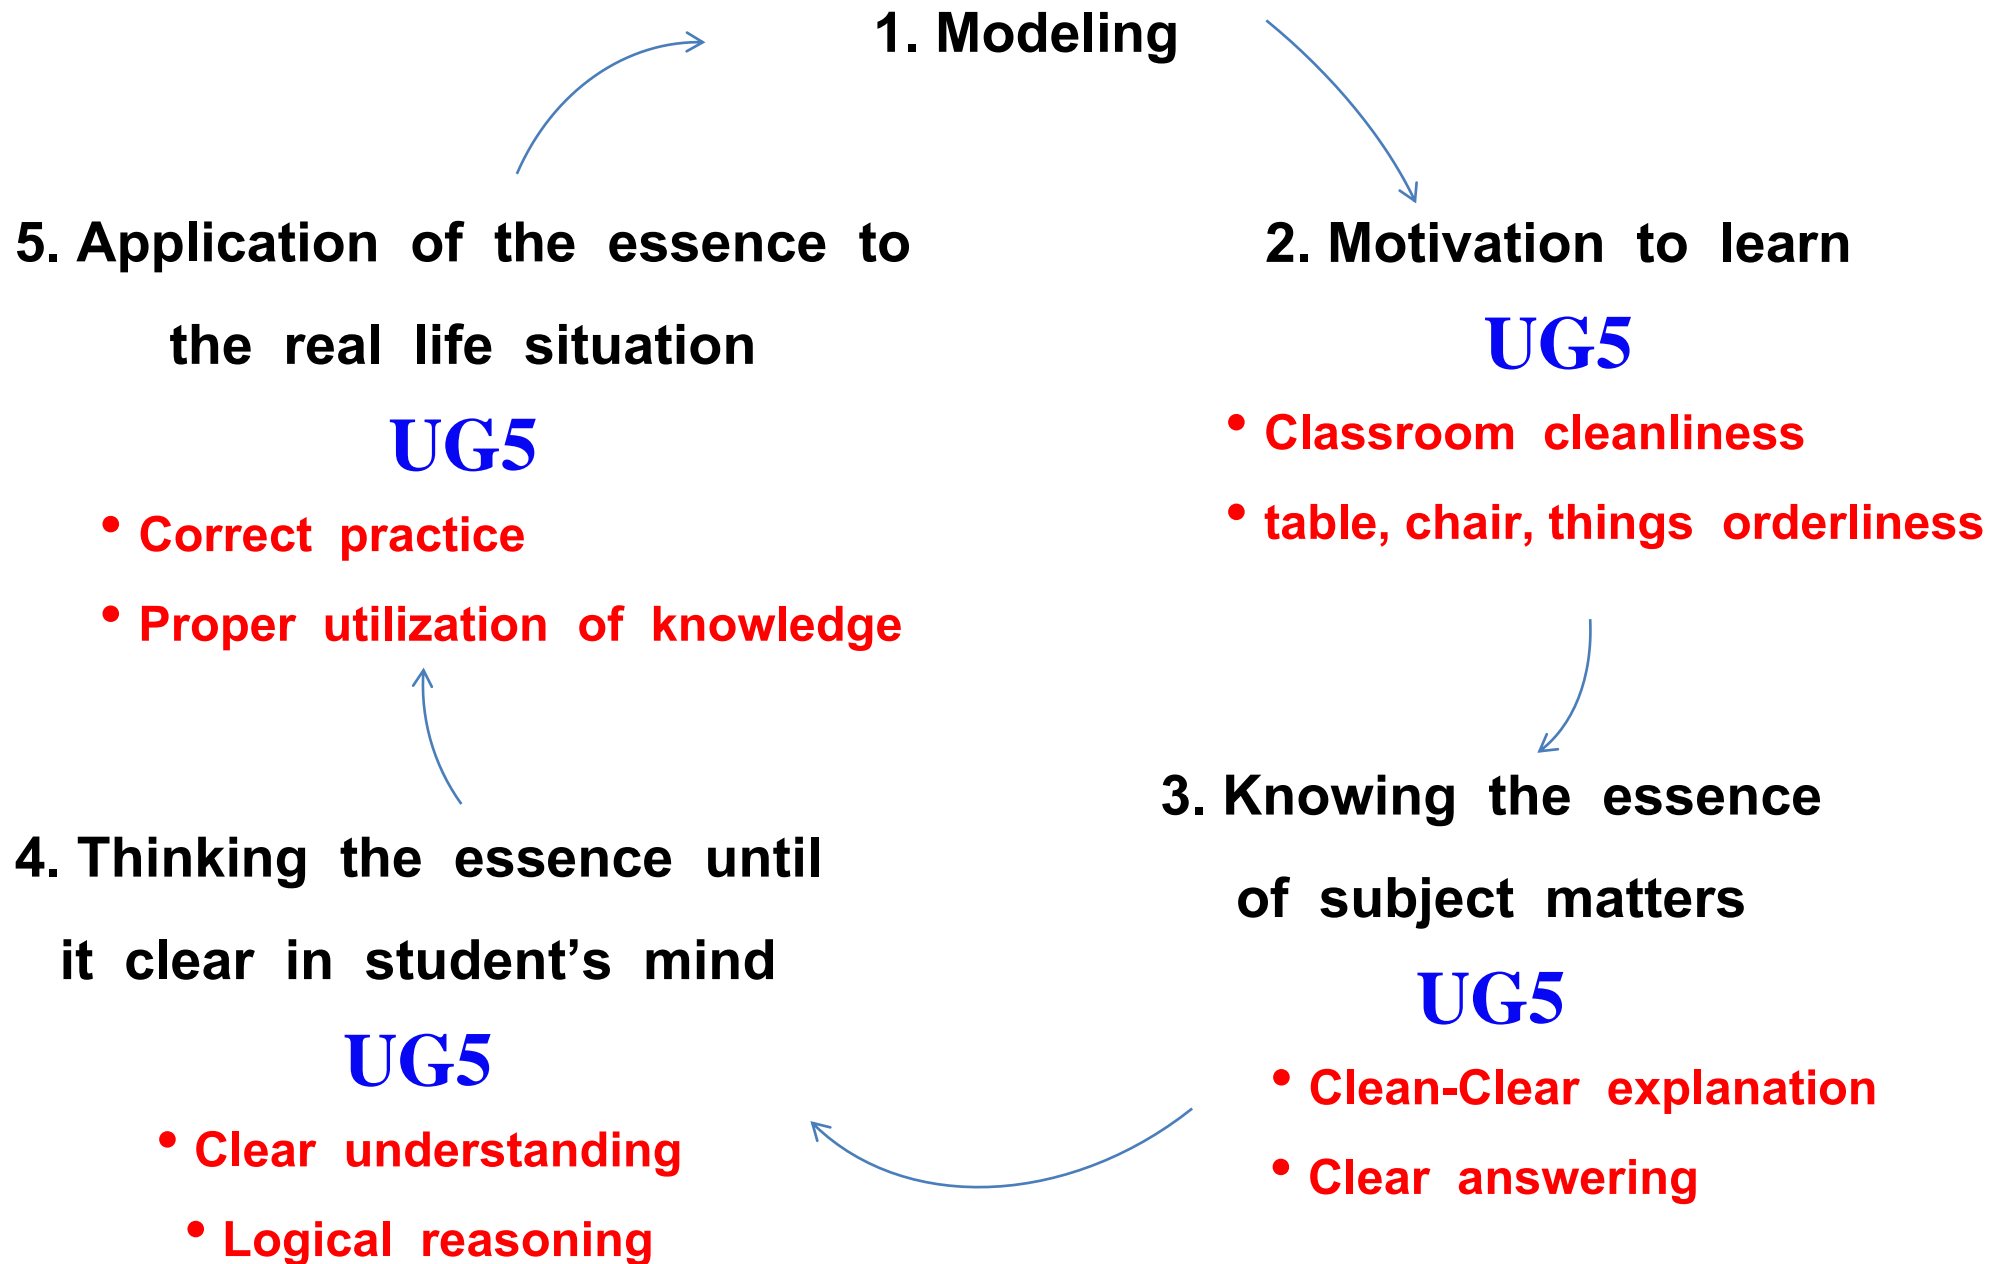 1. Modeling
2. Motivation to learn
UG5
• Classroom cleanliness
• table, chair, things orderliness
3. Knowing the essence
of subject matters
UG5
• Clean-Clear explanation
• Clear answering
4. Thinking the essence until
it clear in student’s mind
UG5
• Clear understanding
• Logical reasoning
5. Application of the essence to
the real life situation
UG5
• Correct practice
• Proper utilization of knowledge